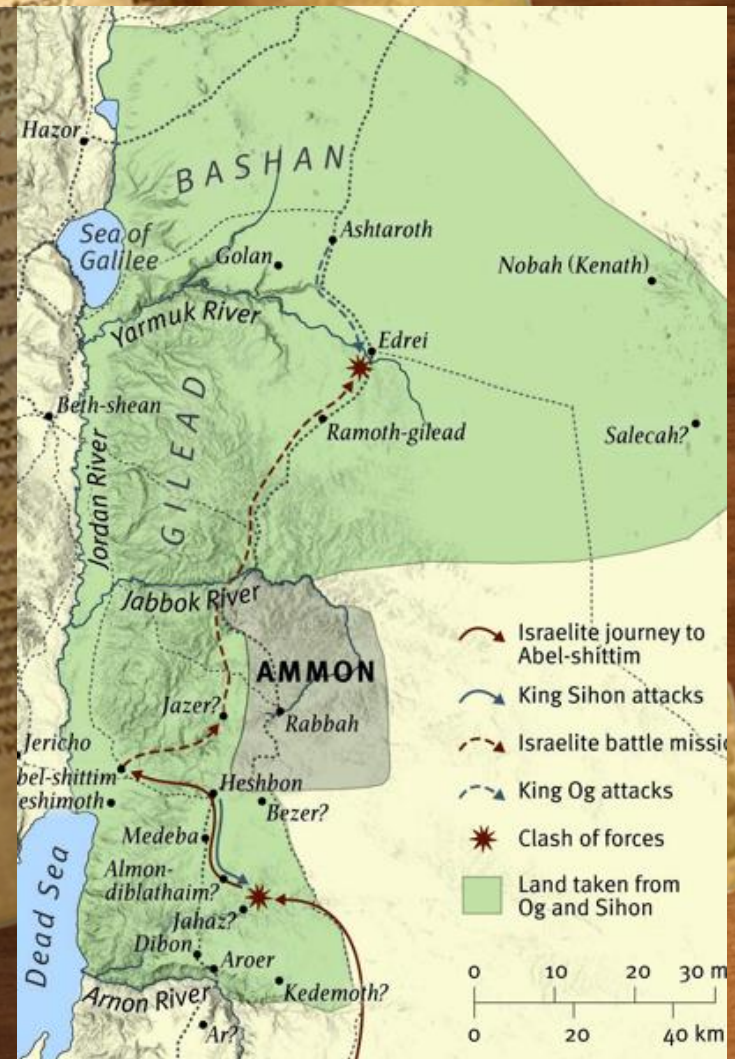 Hazor
BASHAN
Sea of
Galilee
Golan
Ashtaroth
Nobah (Kenath)
Yarmuk River
Edrei
Beth-shean
GILEAD
Ramoth-gilead
Salecah?
Jordan River
Jabbok River
AMMON
Jazer?
Rabbah
Jericho
bel-shittim
eshimoth
Heshbon
Bezer?
Medeba
Almon-
diblathaim?
Jahaz?
Dibon
Aroer
Dead Sea
Arnon River
Kedemoth?
Ar?
Israelite journey to
Abel-shittim
King Sihon attacks
Israelite battle missio
King Og attacks
Clash of forces
Land taken from
Og and Sihon
0 10 20 30 m
0 20 40 km